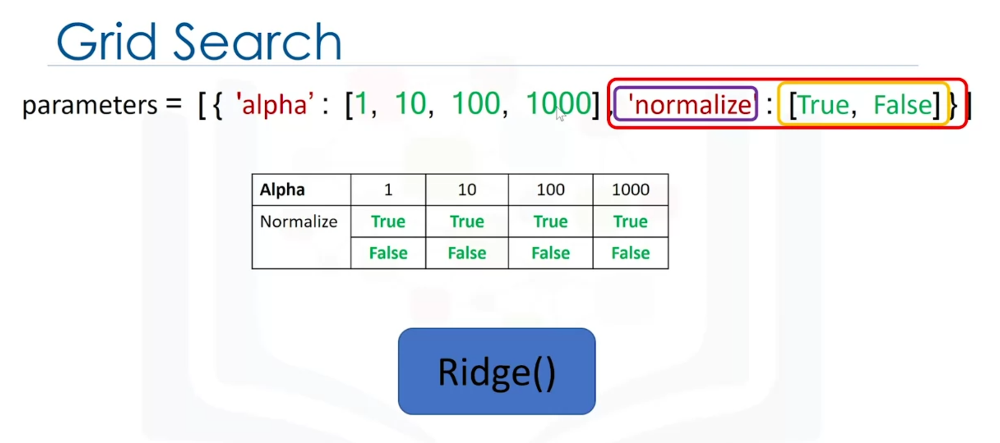 Grid Search
parameters = [{ 'alpha’ : [1, 10, 100, 1000], 'normalize' : [True, False] } ]
Alpha 1 10 100 1000
Normalize True True True True
False False False False
Ridge()